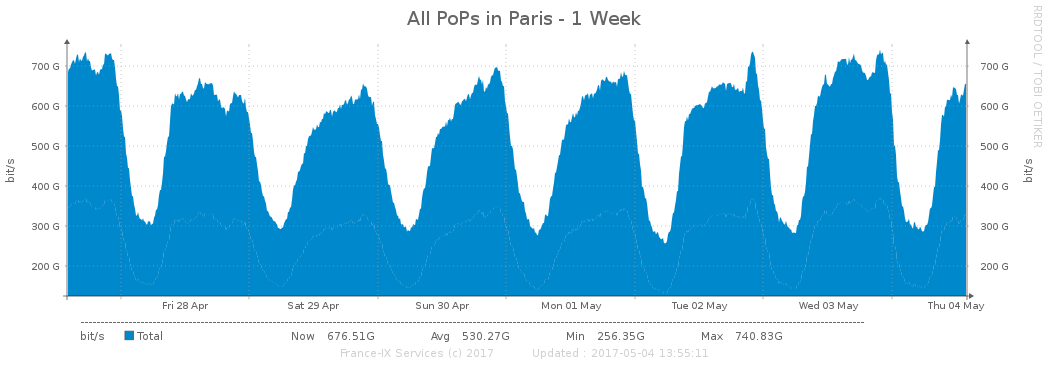 All PoPs in Paris - 1 Week
RRDTOOL / TOBI OETIKER
bit/s
bit/s
700 G 700 G
600 G 600 G
500 G 500 G
400 G 400 G
300 G 300 G
200 G 200 G
Fri 28 Apr Sat 29 Apr Sun 30 Apr Mon 01 May Tue 02 May Wed 03 May Thu 04 May
bit/s Total Now 676.51G Avg 530.27G Min 256.35G Max 740.83G
France-IX Services (c) 2017 Updated : 2017-05-04 13:55:11